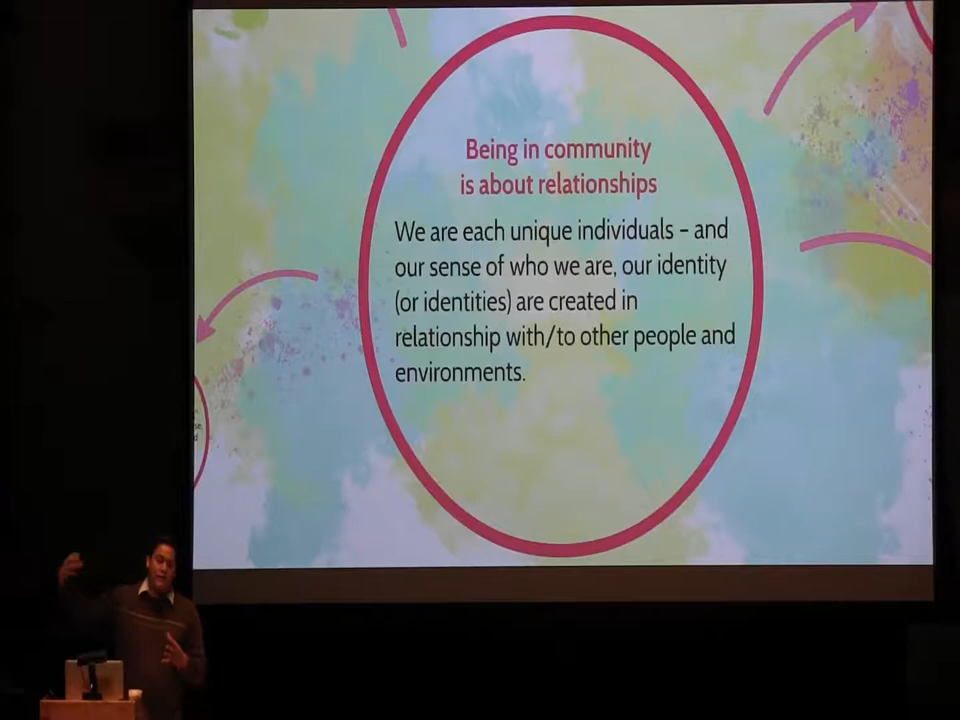 Being in community
is about relationships
We are each unique individuals – and
our sense of who we are, our identity
(or identities) are created in
relationship with/to other people and
environments.